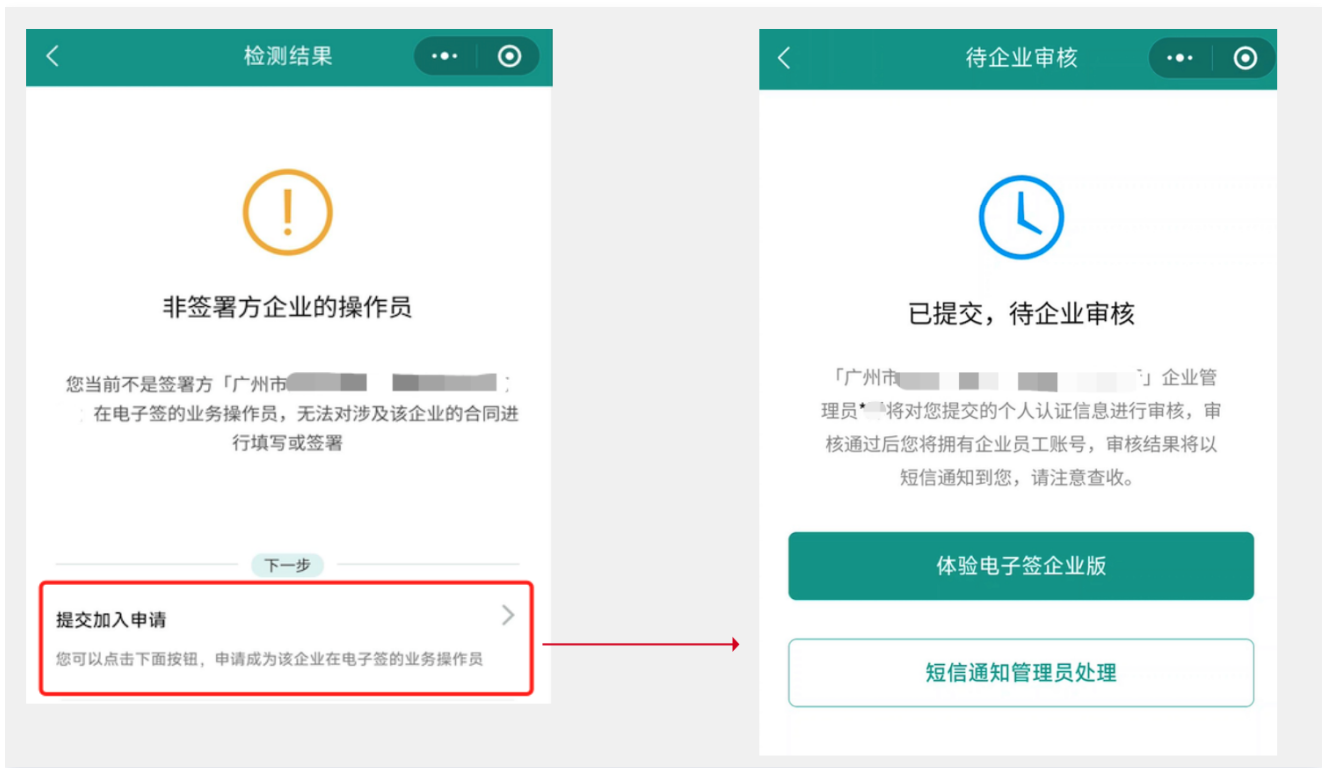 检测结果
非签署方企业的操作员
您当前不是签署方「广州市
在电子签的业务操作员，无法对涉及该企业的合同进
行填写或签署
下一步
提交加入申请
您可以点击下面按钮，申请成为该企业在电子签的业务操作员
待企业审核
已提交，待企业审核
「广州市」企业管
理员*将对您提交的个人认证信息进行审核，审
核通过后您将拥有企业员工账号，审核结果将以
短信通知到您，请注意查收。
体验电子签企业版
短信通知管理员处理